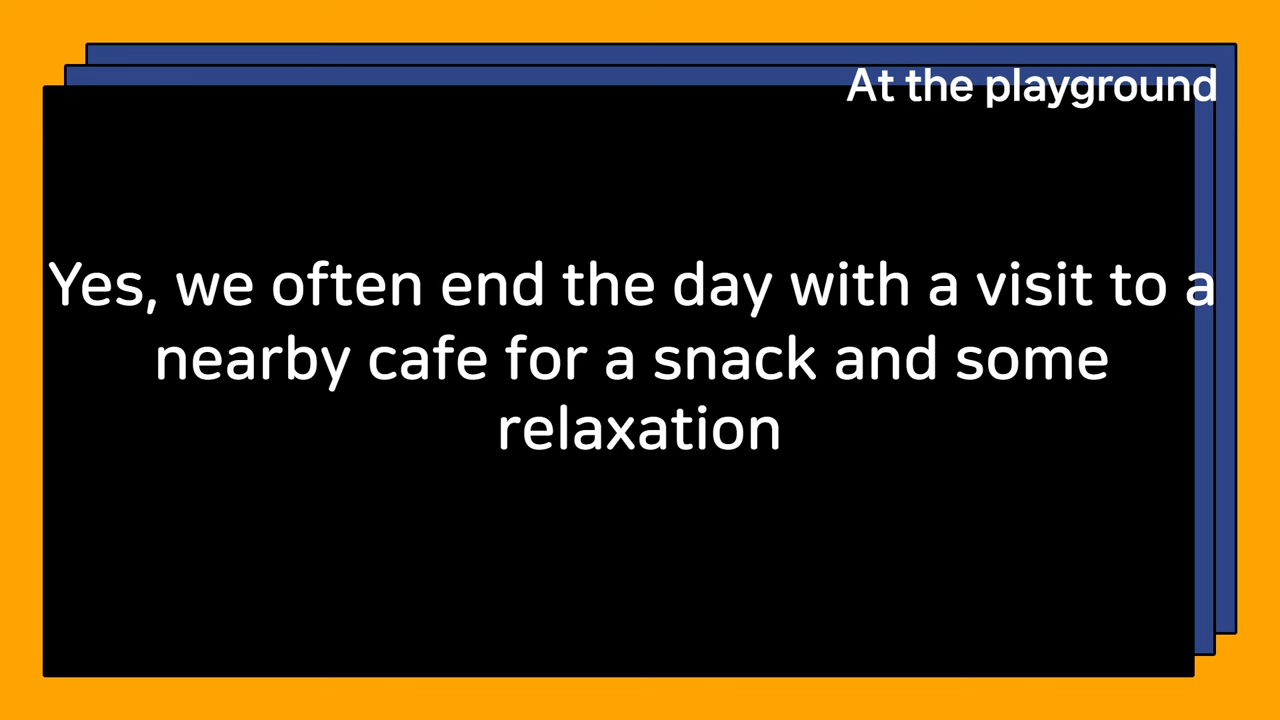 At the playground
Yes, we often end the day with a visit to a
nearby cafe for a snack and some
relaxation